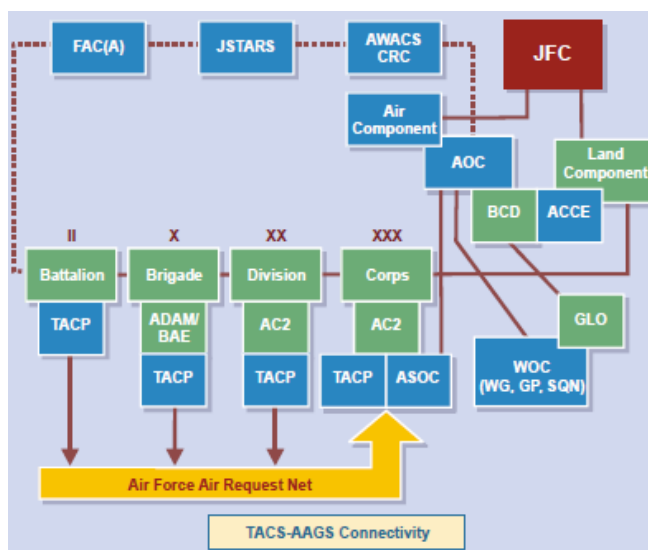 FAC(A)
JSTARS
AWACS
CRC
JFC
Air
Component
AOC
Land
Component
BCD
ACCE
II
X
XX
XXX
Battalion
Brigade
Division
Corps
TACP
ADAM/
BAE
AC2
AC2
GLO
TACP
TACP
TACP
ASOC
WOC
(WG, GP, SQN)
Air Force Air Request Net
TACS-AAGS Connectivity